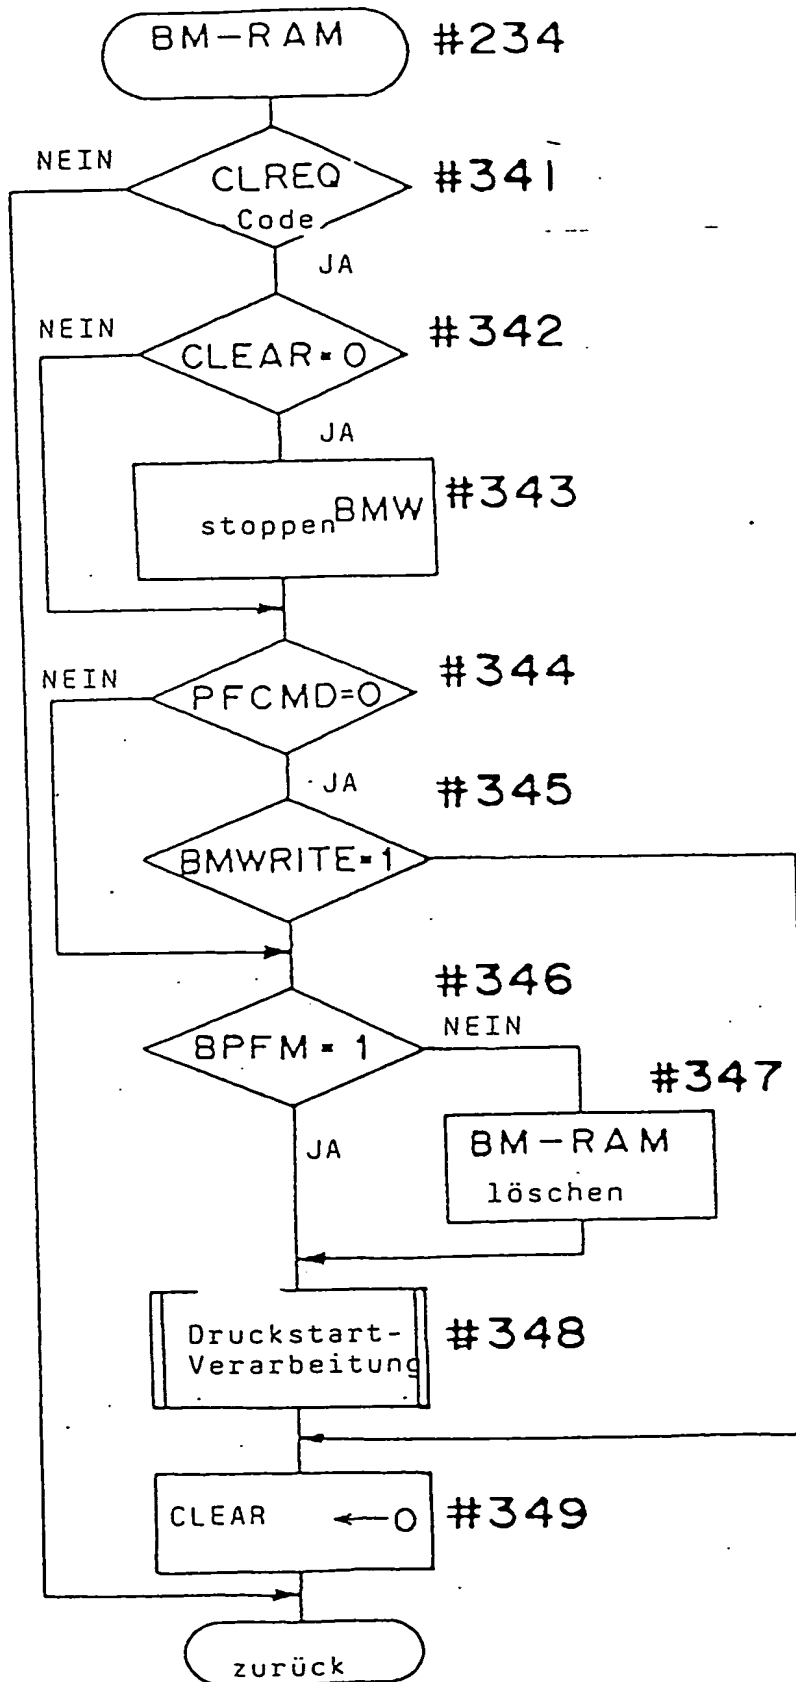 BM-RAM #234
NEIN
CLREQ #341
Code
JA
NEIN #342
CLEAR=0
JA
#343
stoppen BMW
#344
NEIN
PFCMD=0
JA #345
BMWRITE=1
#346
NEIN
BPFM=1
#347
JA
BM-RAM
löschen
Druckstart- #348
Verarbeitung
CLEAR ←0 #349
zurück